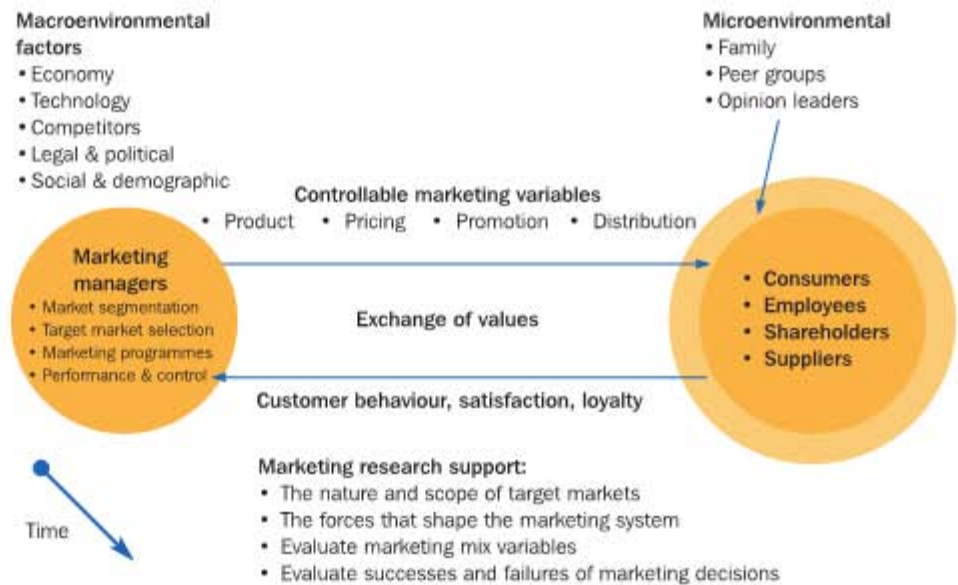 Macroenvironmental
factors
• Economy
• Technology
• Competitors
• Legal & political
• Social & demographic
Microenvironmental
• Family
• Peer groups
• Opinion leaders
Controllable marketing variables
• Product • Pricing • Promotion • Distribution
Marketing
managers
• Market segmentation
• Target market selection
• Marketing programmes
• Performance & control
Exchange of values
• Consumers
• Employees
• Shareholders
• Suppliers
Customer behaviour, satisfaction, loyalty
Time
Marketing research support:
• The nature and scope of target markets
• The forces that shape the marketing system
• Evaluate marketing mix variables
• Evaluate successes and failures of marketing decisions